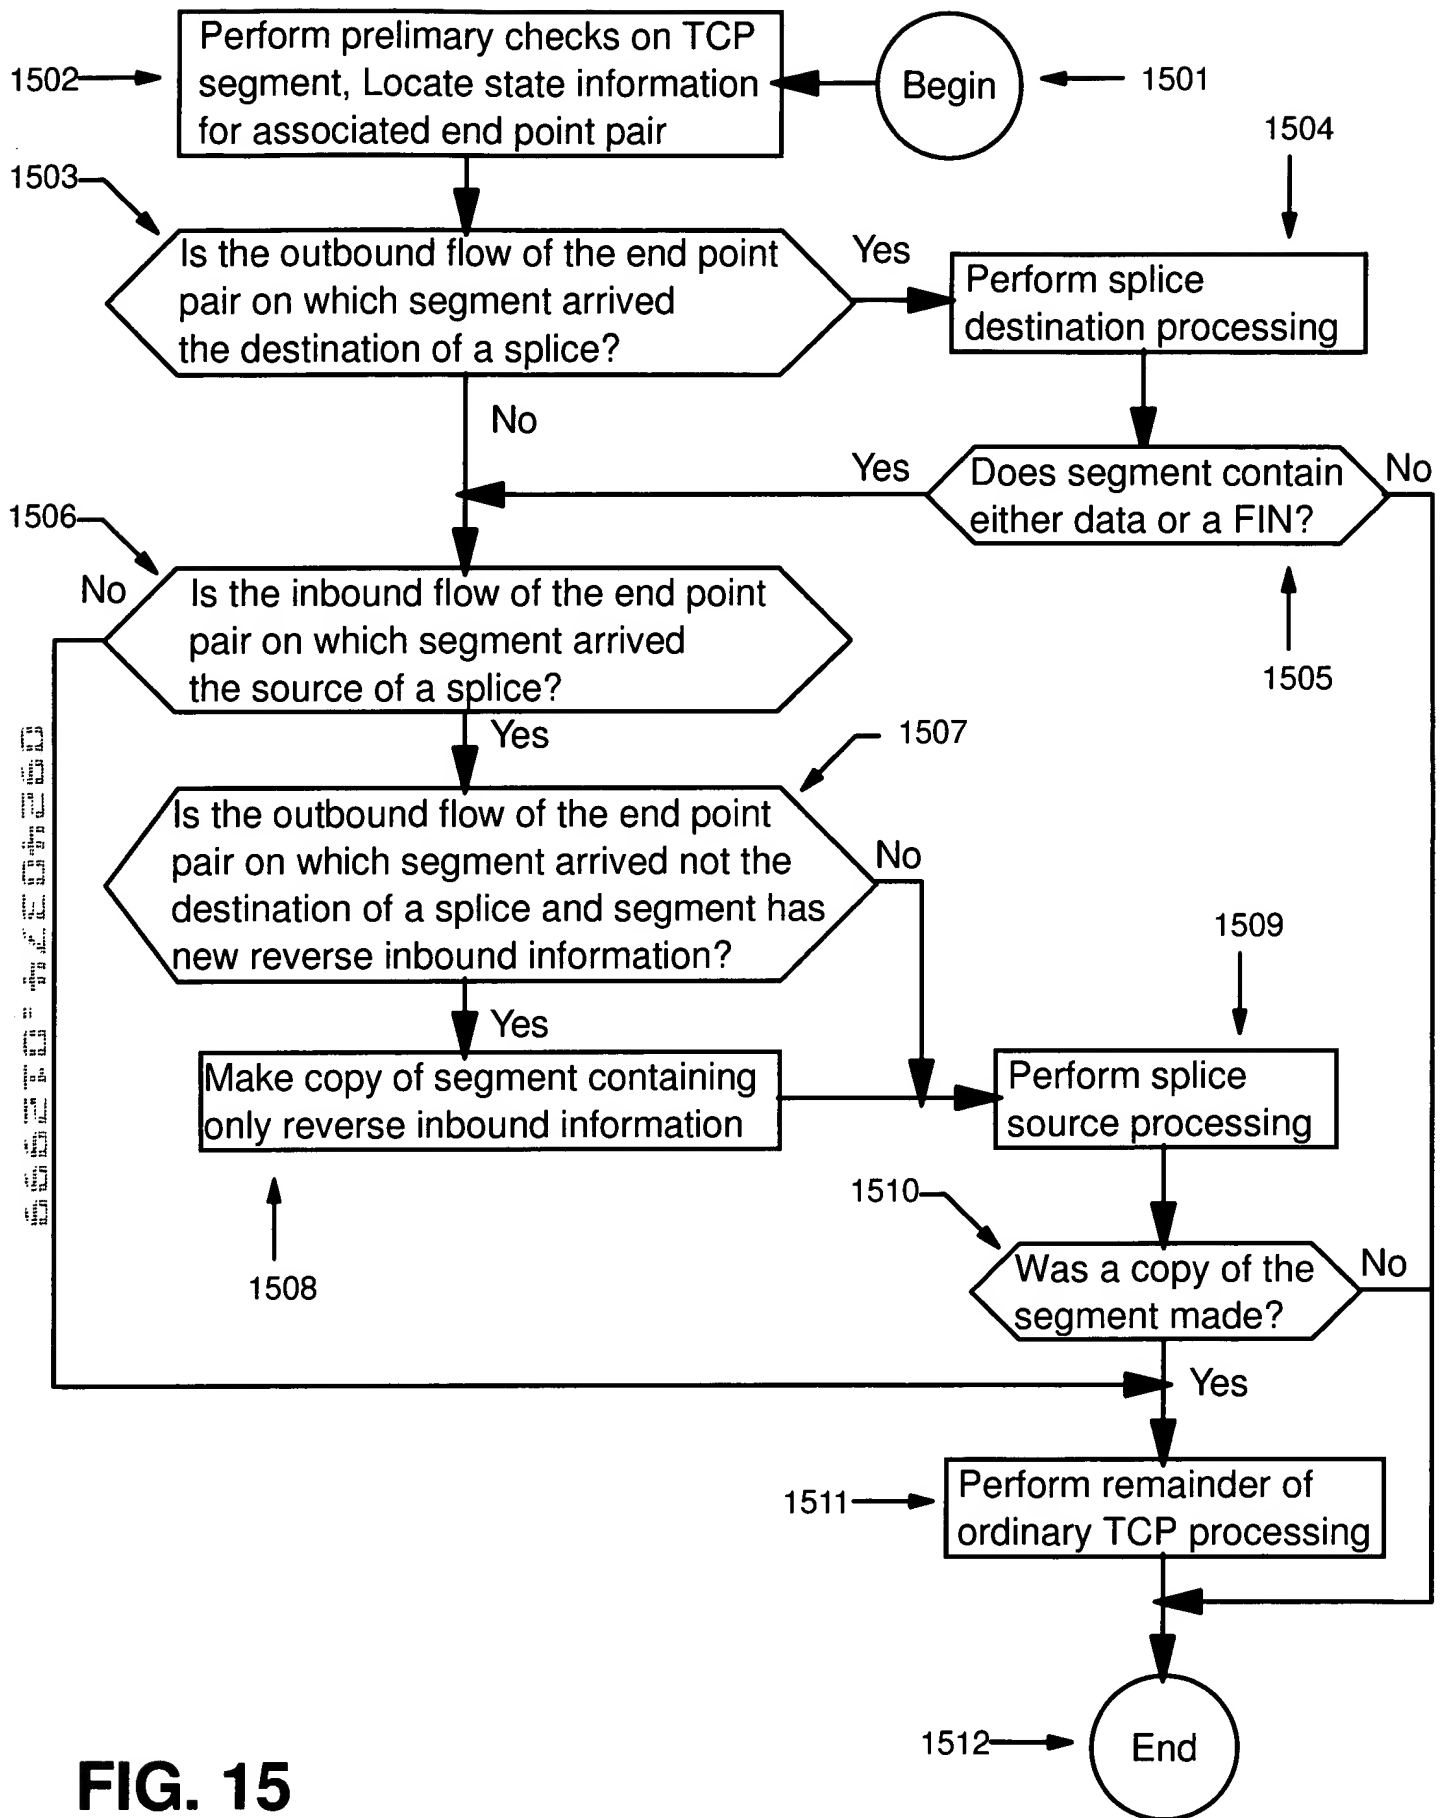 Perform prelimary checks on TCP
segment, Locate state information
for associated end point pair
1502
Begin
1501
1504
1503
Is the outbound flow of the end point
pair on which segment arrived
the destination of a splice?
Yes
Perform splice
destination processing
No
Yes
Does segment contain
either data or a FIN?
No
1505
1506
No
Is the inbound flow of the end point
pair on which segment arrived
the source of a splice?
Yes
1507
Is the outbound flow of the end point
pair on which segment arrived not the
destination of a splice and segment has
new reverse inbound information?
No
1509
Yes
Make copy of segment containing
only reverse inbound information
1508
Perform splice
source processing
1510
Was a copy of the
segment made?
No
Yes
1511
Perform remainder of
ordinary TCP processing
1512
End
FIG. 15